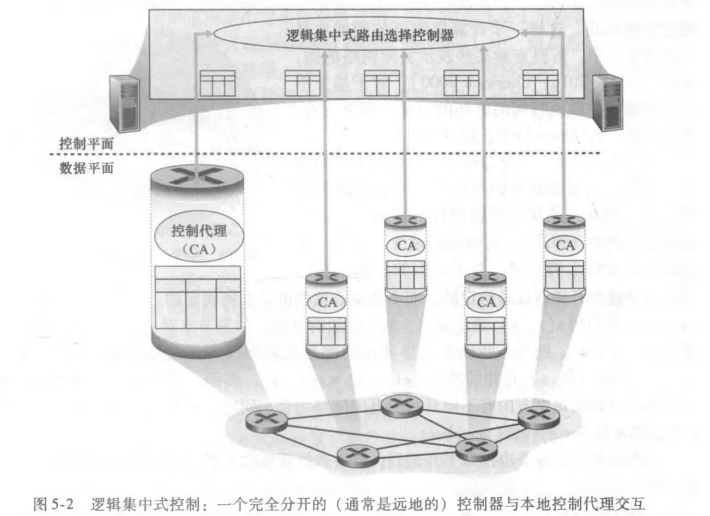 逻辑集中式路由选择控制器
控制平面
数据平面
控制代理
（CA）
CA
CA
CA
CA
图5-2 逻辑集中式控制：一个完全分开的（通常是远地的）控制器与本地控制代理交互